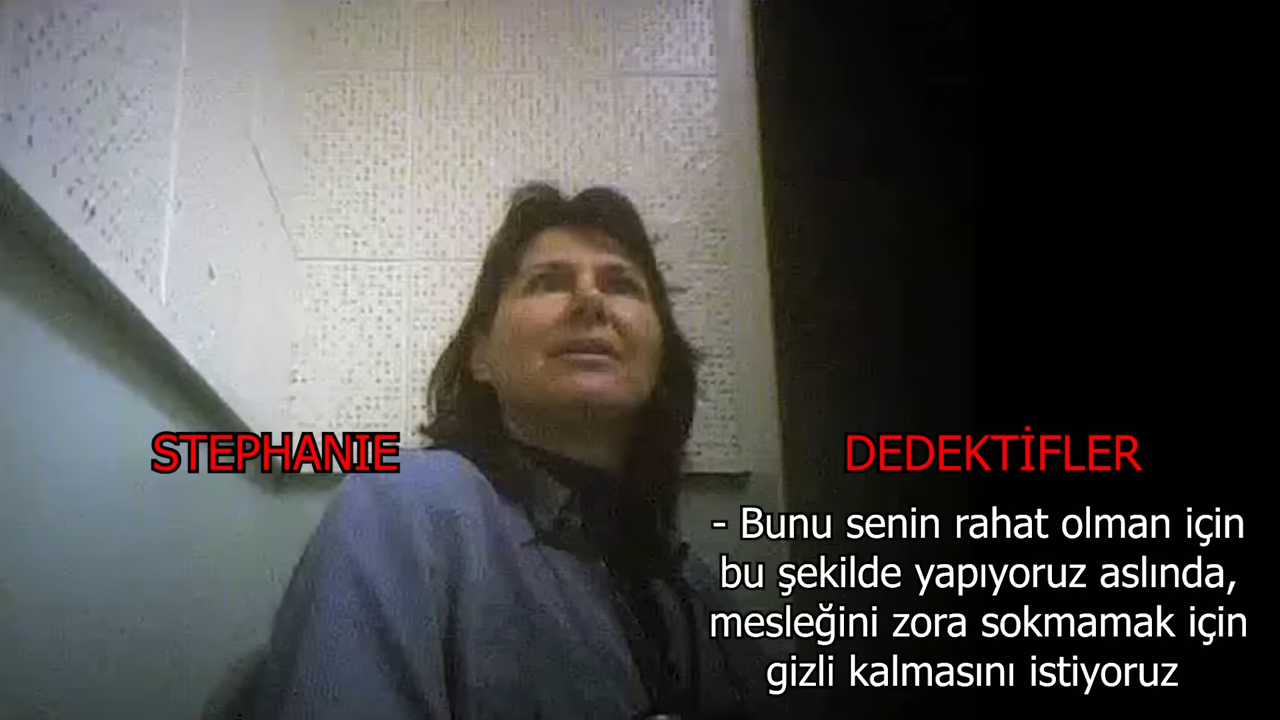 STEPHANIE
DEDEKTİFLER
- Bunu senin rahat olman için
bu şekilde yapıyoruz aslında,
mesleğini zora sokmamak için
gizli kalmasını istiyoruz